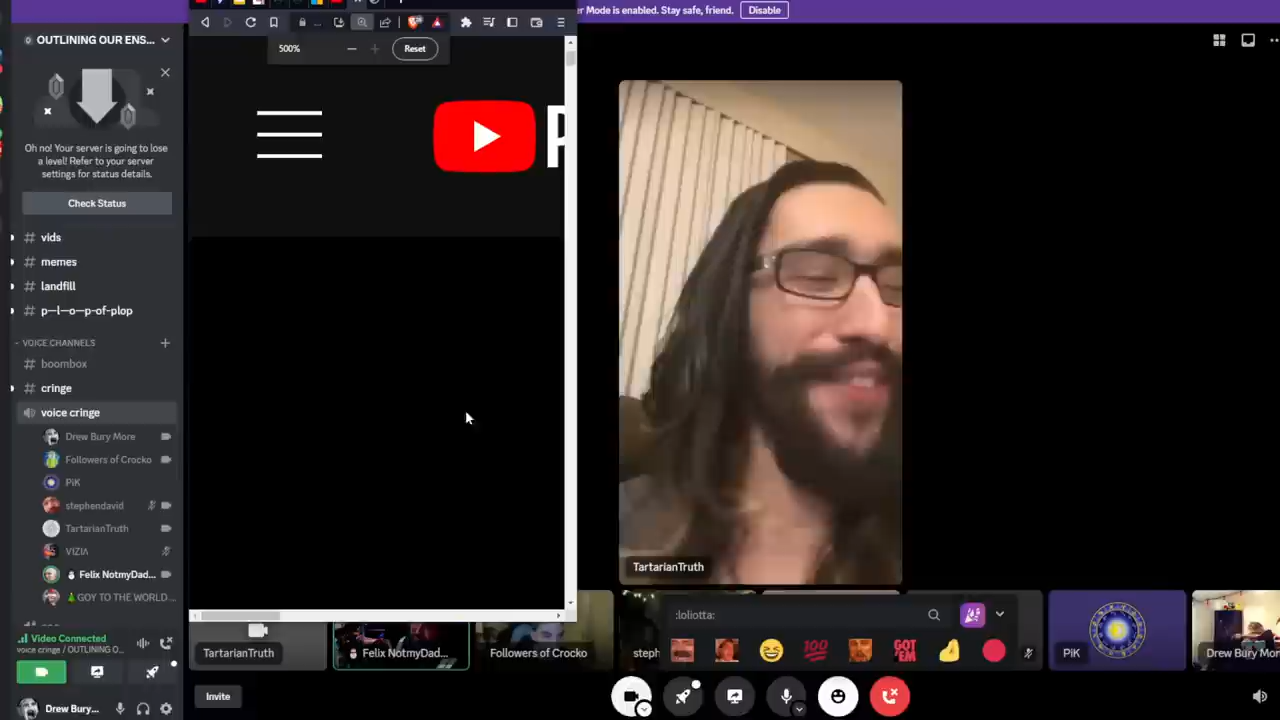 er Mode is enabled. Stay safe, friend.
Disable
OUTLINING OUR ENS...
500%
Reset
Oh no! Your server is going to lose
a level! Refer to your server
settings for status details.
Check Status
vids
memes
landfill
p—l—o—p-of-plop
VOICE CHANNELS
boombox
cringe
voice cringe
Drew Bury More
Followers of Crocko
PiK
stephendavid
TartarianTruth
VIZIA
Felix NotmyDad...
GOY TO THE WORLD...
Video Connected
voice cringe / OUTLINING O...
Drew Bury...
TartarianTruth
:loliotta:
100
GOT
'EM
TartarianTruth
Felix NotmyDad...
Followers of Crocko
steph
PiK
Drew Bury Mor
Invite